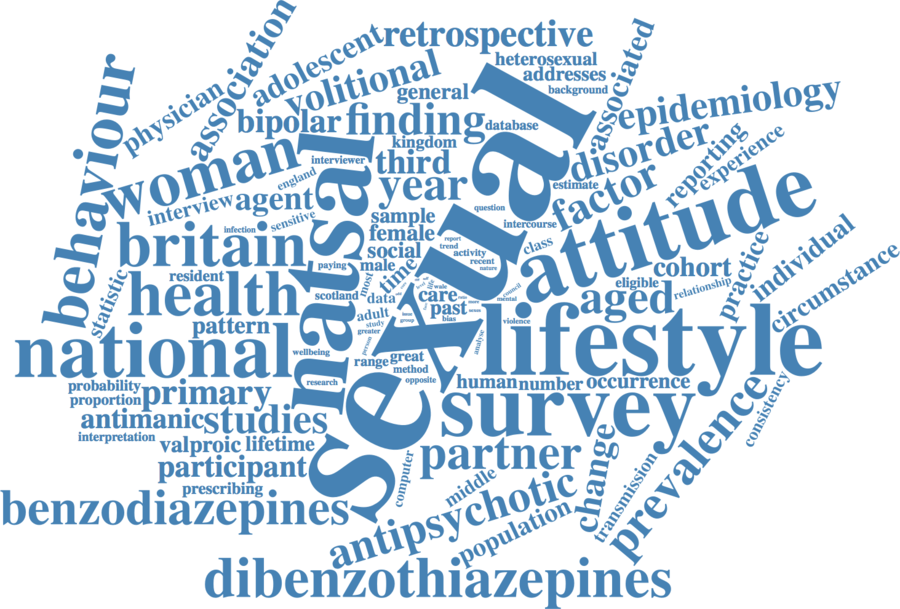 bipolar
association
adolescent
retrospective
heterosexual
addresses
background
associated
physician
volitional
general
behaviour
finding
database
epidemiology
kingdom
woman
interviewer
third
disorder
reporting
experience
england
year
estimate
interview
agent
sexual
factor
question
sample
intercourse
attitude
infection
sensitive
female
natsal
britain
social
report
trend
activity
recent
nature
class
practice
individual
paying
male
time
cohort
resident
health
statistic
scotland
most
data
care
past
bias
wale
council
mental
eligible
aged
relationship
circumstance
adult
study
greater
group
violence
pattern
national
wellbeing
person
analyse
lifestyle
range
great
method
opposite
research
human
number
occurrence
probability
proportion
primary
survey
consistency
antimanic
studies
interpretation
valproic
lifetime
partner
prevalence
participant
computer
change
prescribing
middle
transmission
benzodiazepines
antipsychotic
population
dibenzothiazepines